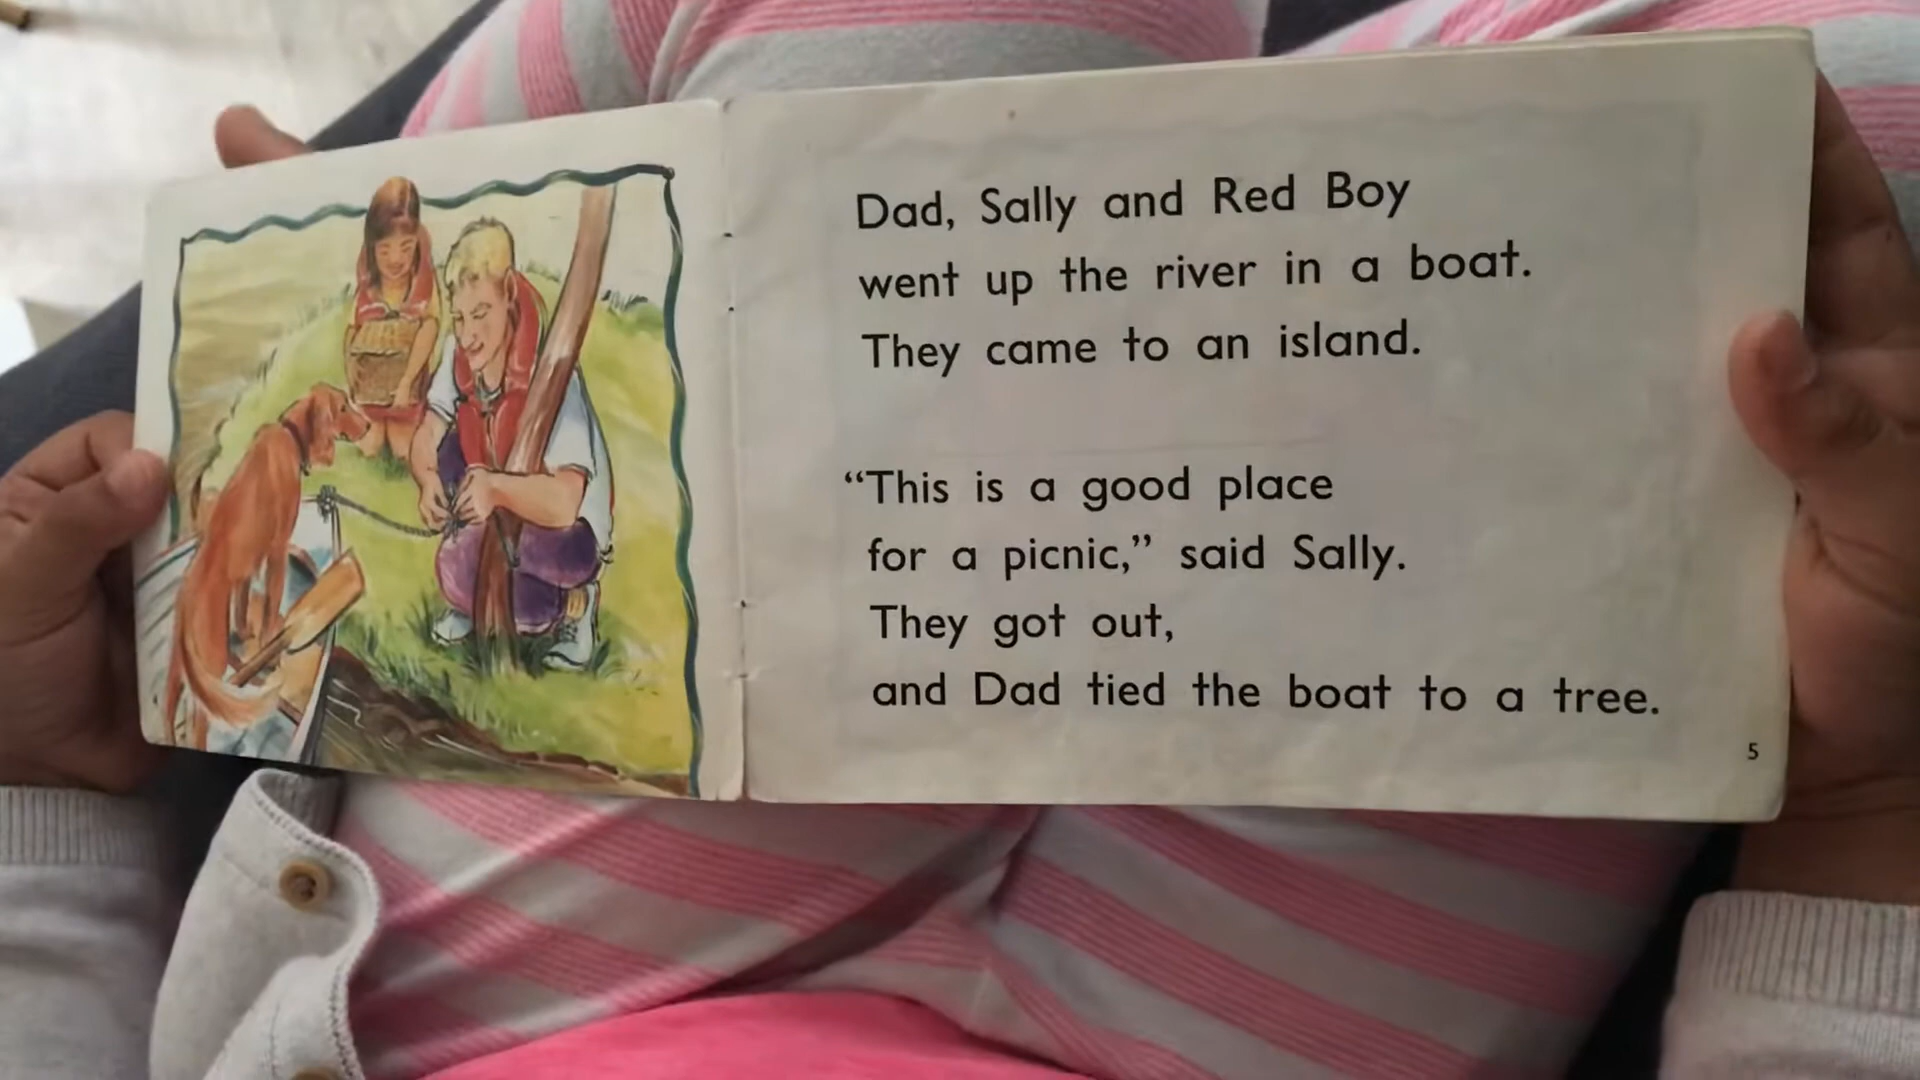 Dad, Sally and Red Boy
went up the river in a boat.
They came to an island.
“This is a good place
for a picnic,” said Sally.
They got out,
and Dad tied the boat to a tree.
5